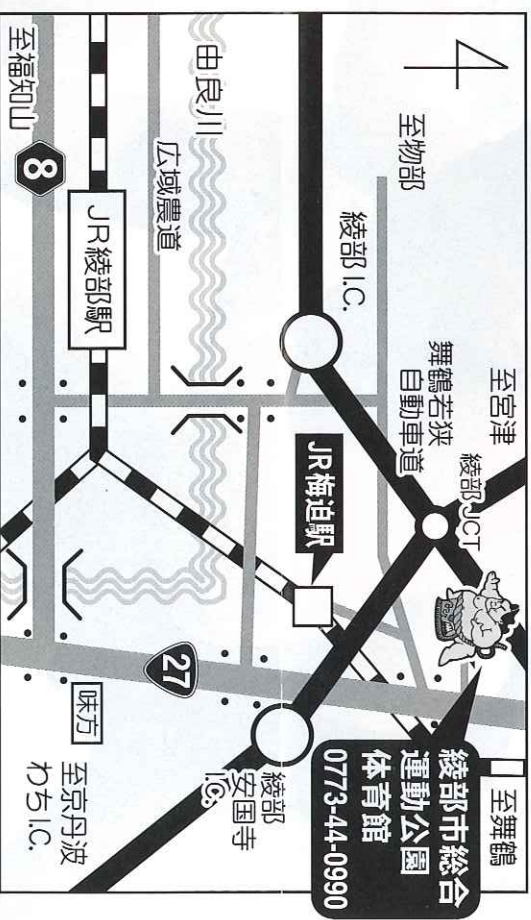 4
至物部
至宮津
綾部I.C.
舞鶴若狭
自動車道
綾部JCT
由良川
広域農道
至福知山
8
JR綾部駅
JR梅迫駅
至舞鶴
綾部市総合
運動公園
体育館
0773-44-0990
27
綾部
安国寺
I.C.
味方
至京丹波
わちI.C.